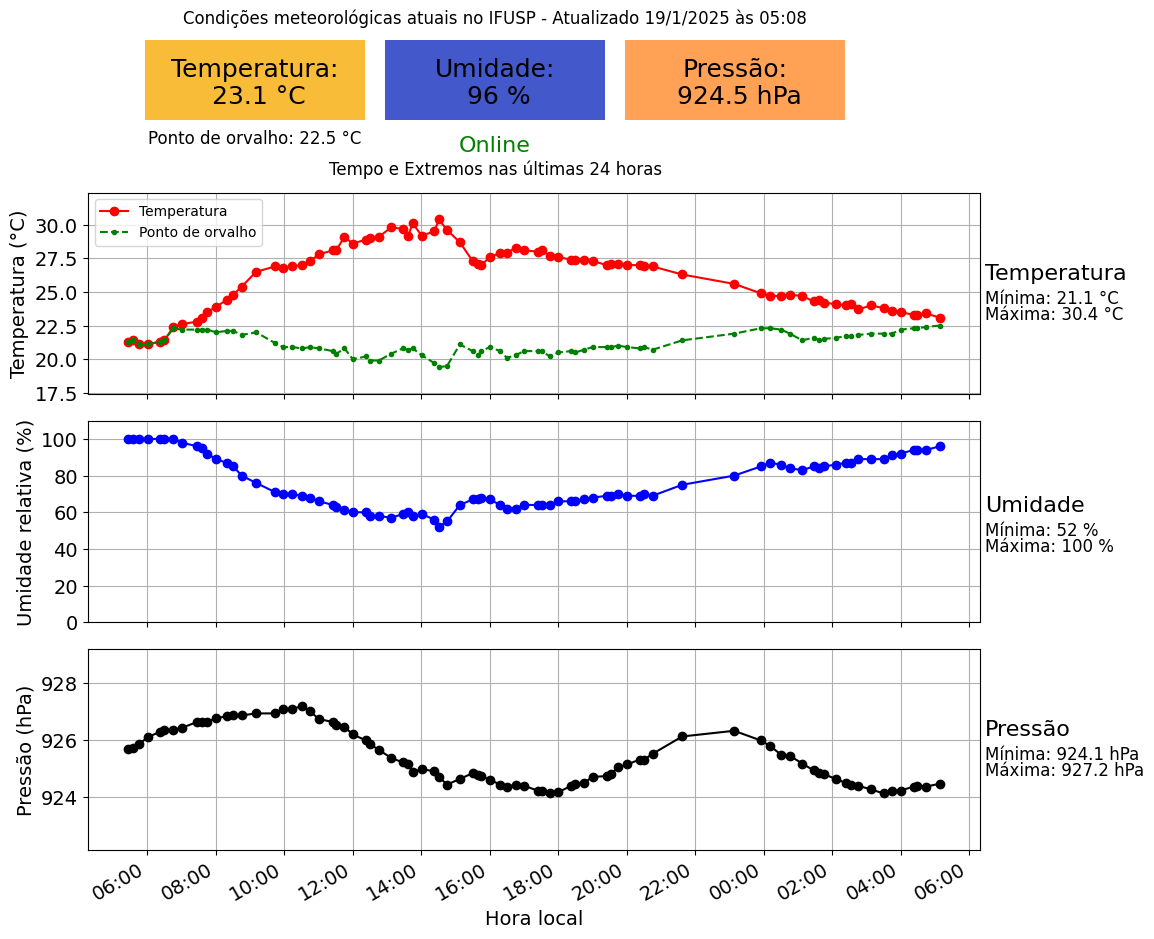 Condições meteorológicas atuais no IFUSP - Atualizado 19/1/2025 às 05:08
Temperatura:
23.1 °C
Umidade:
96 %
Pressão:
924.5 hPa
Ponto de orvalho: 22.5 °C
Online
Tempo e Extremos nas últimas 24 horas
Temperatura (°C)
30.0
27.5
25.0
22.5
20.0
17.5
Temperatura
Ponto de orvalho
Temperatura
Mínima: 21.1 °C
Máxima: 30.4 °C
Umidade relativa (%)
100
80
60
40
20
0
Umidade
Mínima: 52 %
Máxima: 100 %
Pressão (hPa)
928
926
924
Pressão
Mínima: 924.1 hPa
Máxima: 927.2 hPa
06:00
08:00
10:00
12:00
14:00
16:00
18:00
20:00
22:00
00:00
02:00
04:00
06:00
Hora local